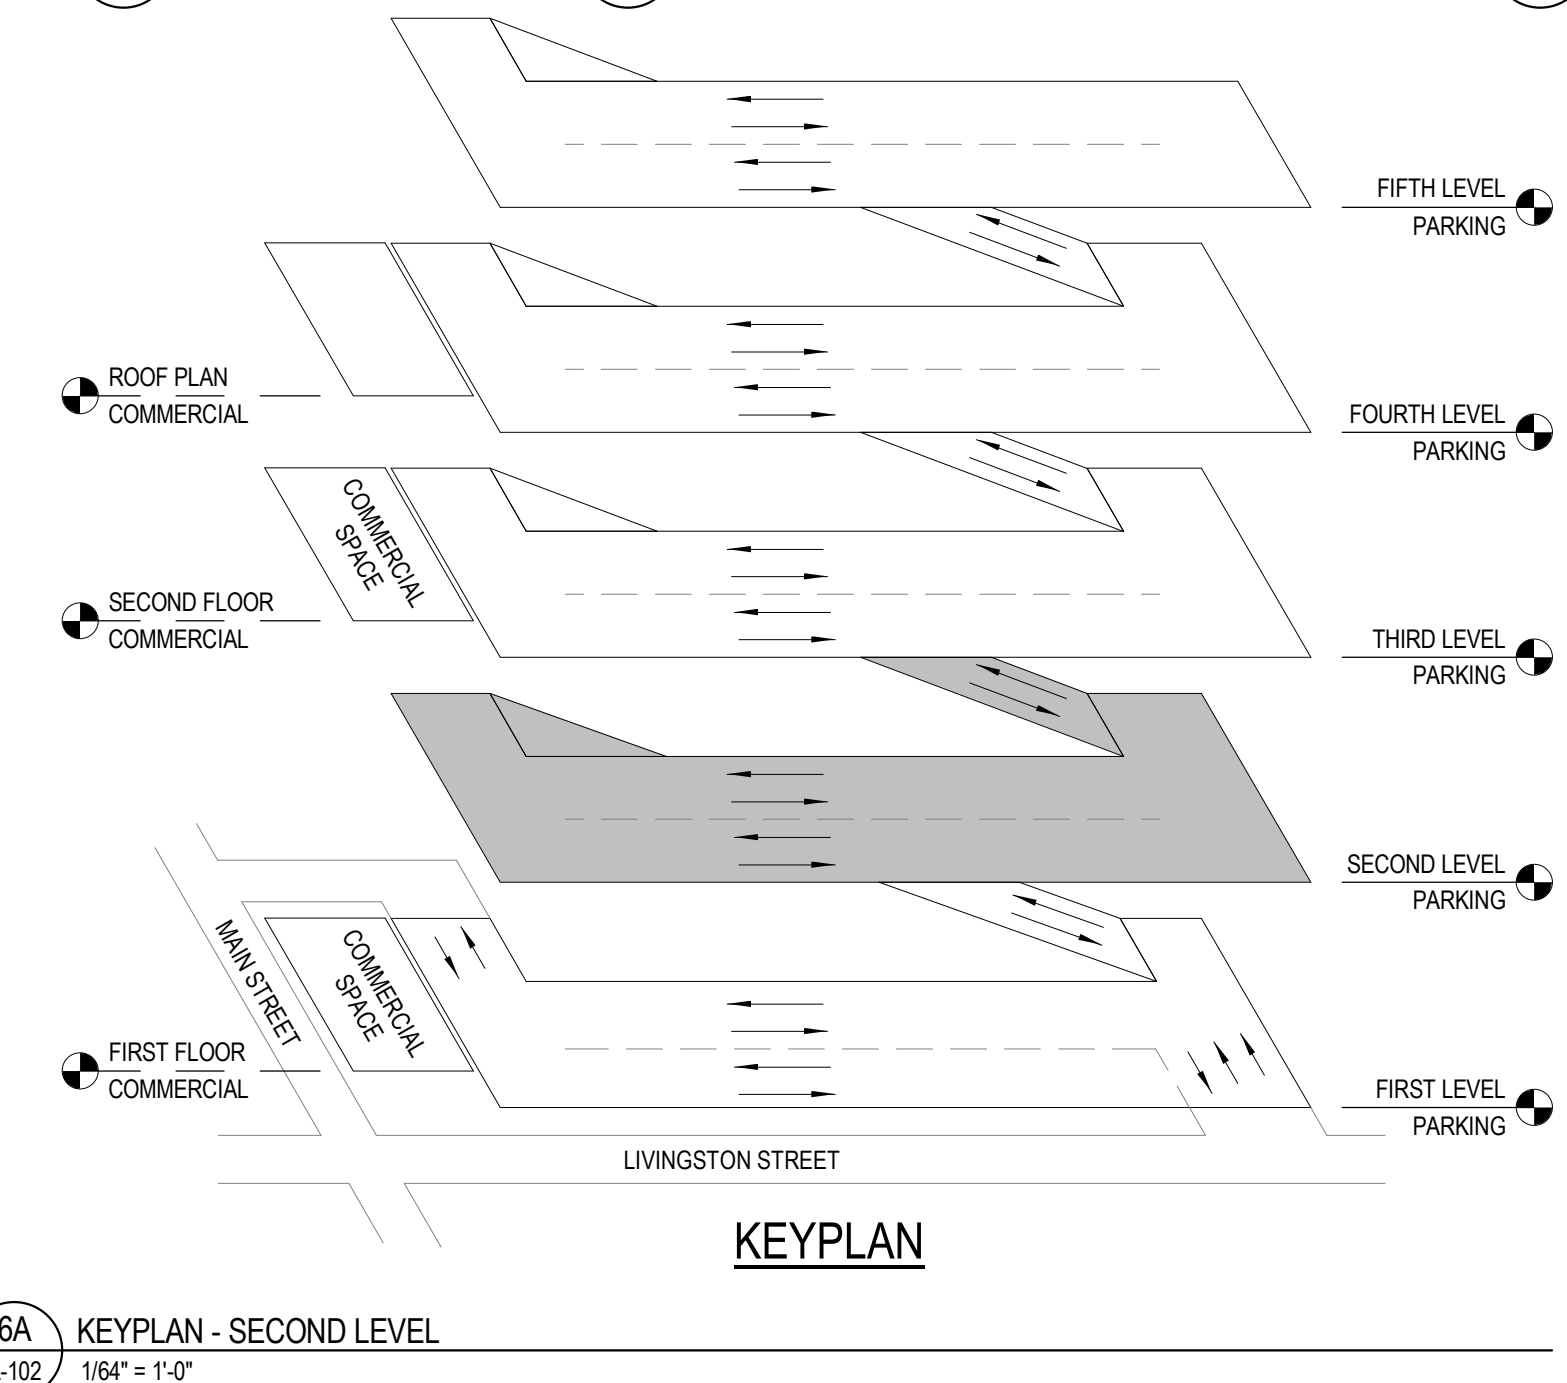 FIFTH LEVEL
PARKING
ROOF PLAN
COMMERCIAL
FOURTH LEVEL
PARKING
COMMERCIAL
SPACE
SECOND FLOOR
COMMERCIAL
THIRD LEVEL
PARKING
SECOND LEVEL
PARKING
MAIN STREET
COMMERCIAL
SPACE
FIRST FLOOR
COMMERCIAL
FIRST LEVEL
PARKING
LIVINGSTON STREET
KEYPLAN
6A
KEYPLAN - SECOND LEVEL
-102
1/64" = 1'-0"